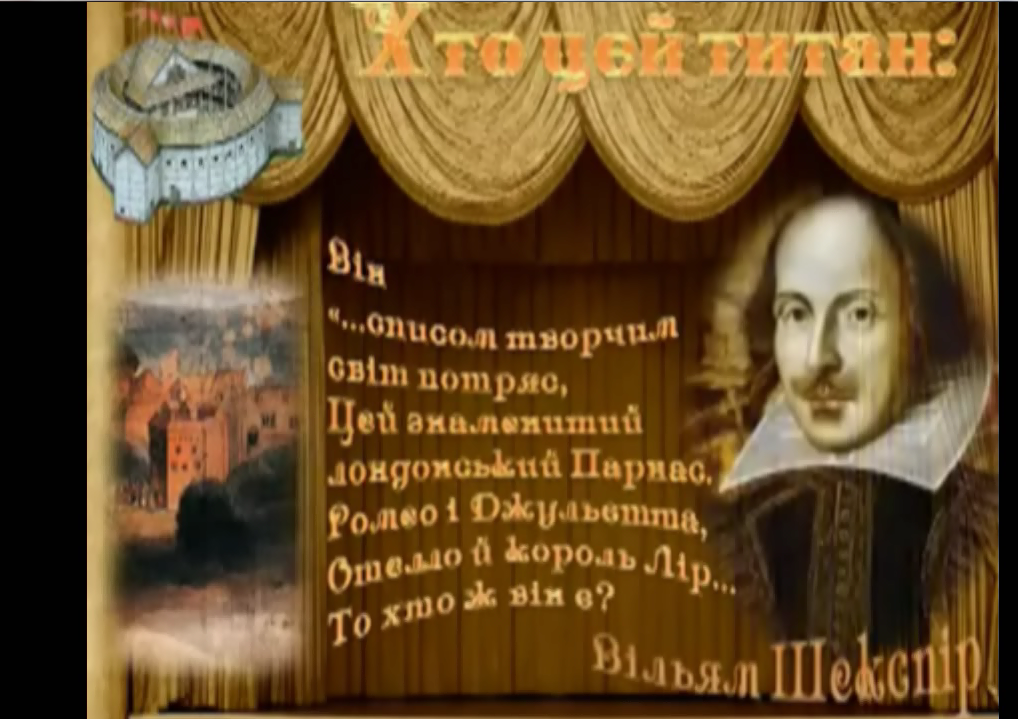 Хто цей титан:
Він
“...списом творчим
світ потряс,
Цей знаменитий
лондонський Парнас.
Ромео і Джульетта,
Отелло й король Лір...
То хто ж він є?
Вільям Шекспір.